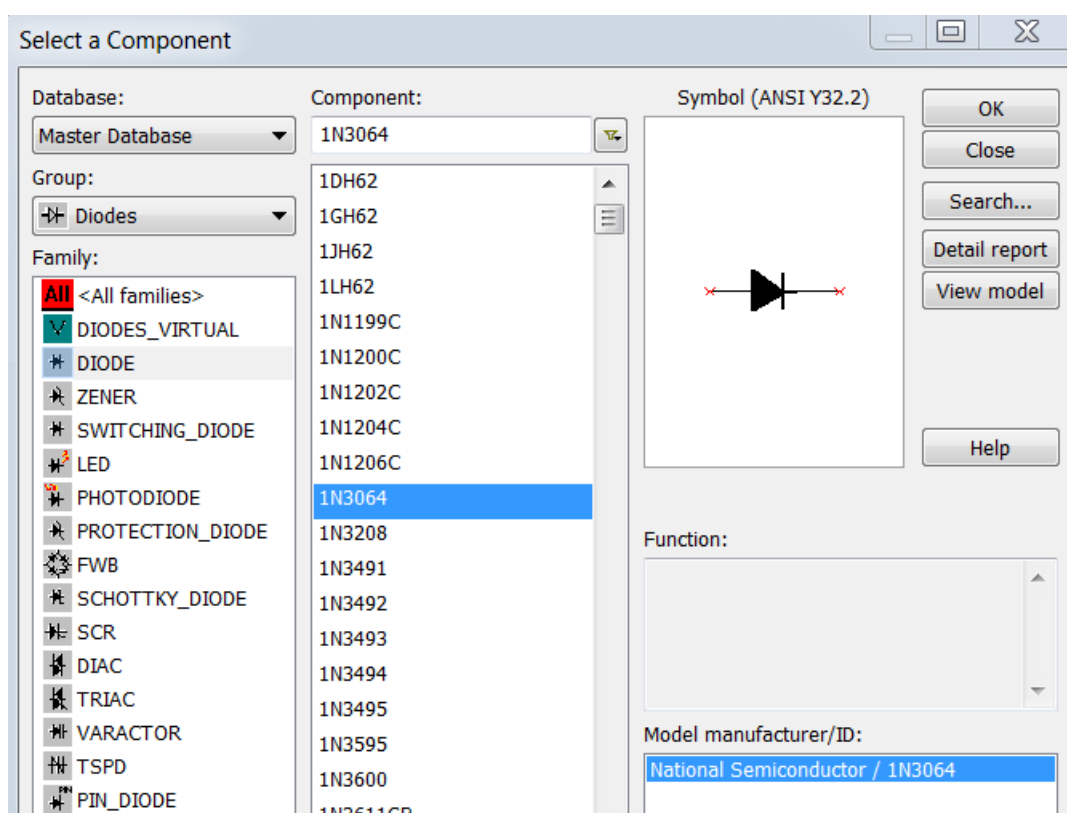 Select a Component
Database:
Master Database
Group:
Diodes
Family:
All <All families>
DIODES_VIRTUAL
DIODE
ZENER
SWITCHING_DIODE
LED
PHOTODIODE
PROTECTION_DIODE
FWB
SCHOTTKY_DIODE
SCR
DIAC
TRIAC
VARACTOR
TSPD
PIN_DIODE
Component:
1N3064
1DH62
1GH62
1JH62
1LH62
1N1199C
1N1200C
1N1202C
1N1204C
1N1206C
1N3064
1N3208
1N3491
1N3492
1N3493
1N3494
1N3495
1N3595
1N3600
Symbol (ANSI Y32.2)
Function:
Model manufacturer/ID:
National Semiconductor / 1N3064
OK
Close
Search...
Detail report
View model
Help